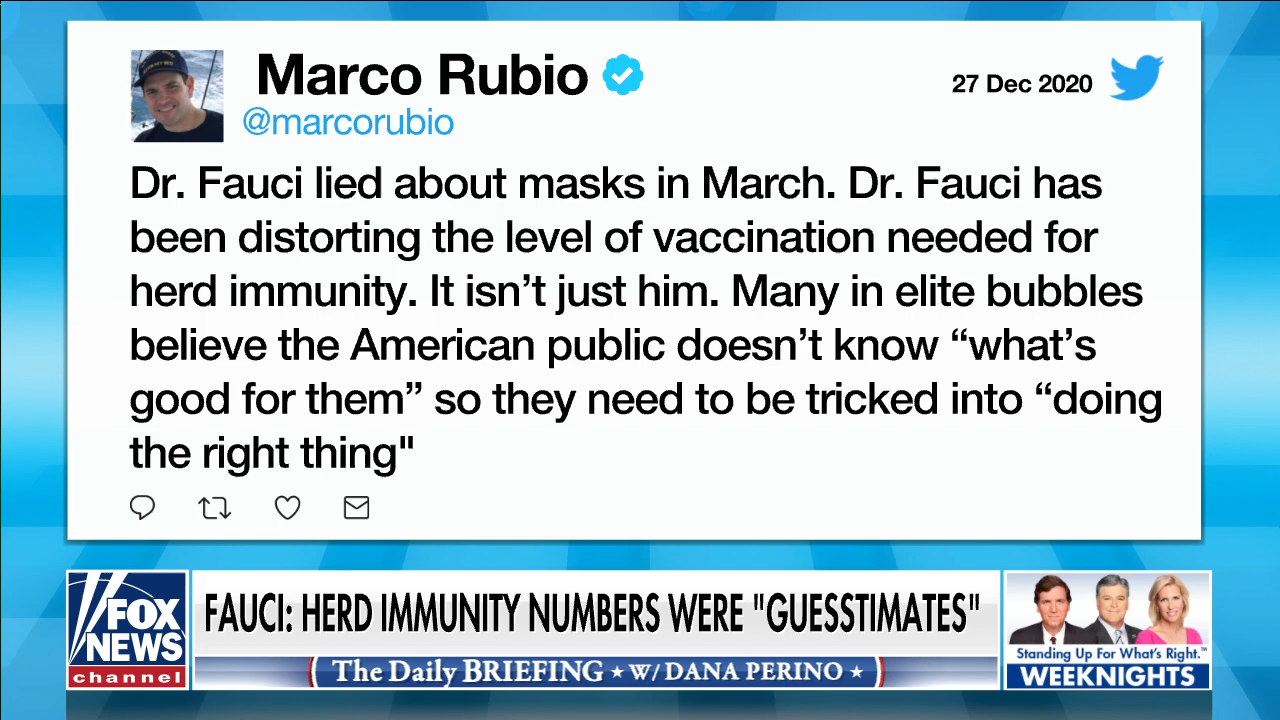 Marco Rubio
27 Dec 2020
@marcorubio
Dr. Fauci lied about masks in March. Dr. Fauci has
been distorting the level of vaccination needed for
herd immunity. It isn’t just him. Many in elite bubbles
believe the American public doesn’t know “what’s
good for them” so they need to be tricked into “doing
the right thing"
FOX
NEWS
channel
FAUCI: HERD IMMUNITY NUMBERS WERE "GUESSTIMATES"
The Daily BRIEFING ★ W/ DANA PERINO ★
Standing Up For What's Right.™
WEEKNIGHTS